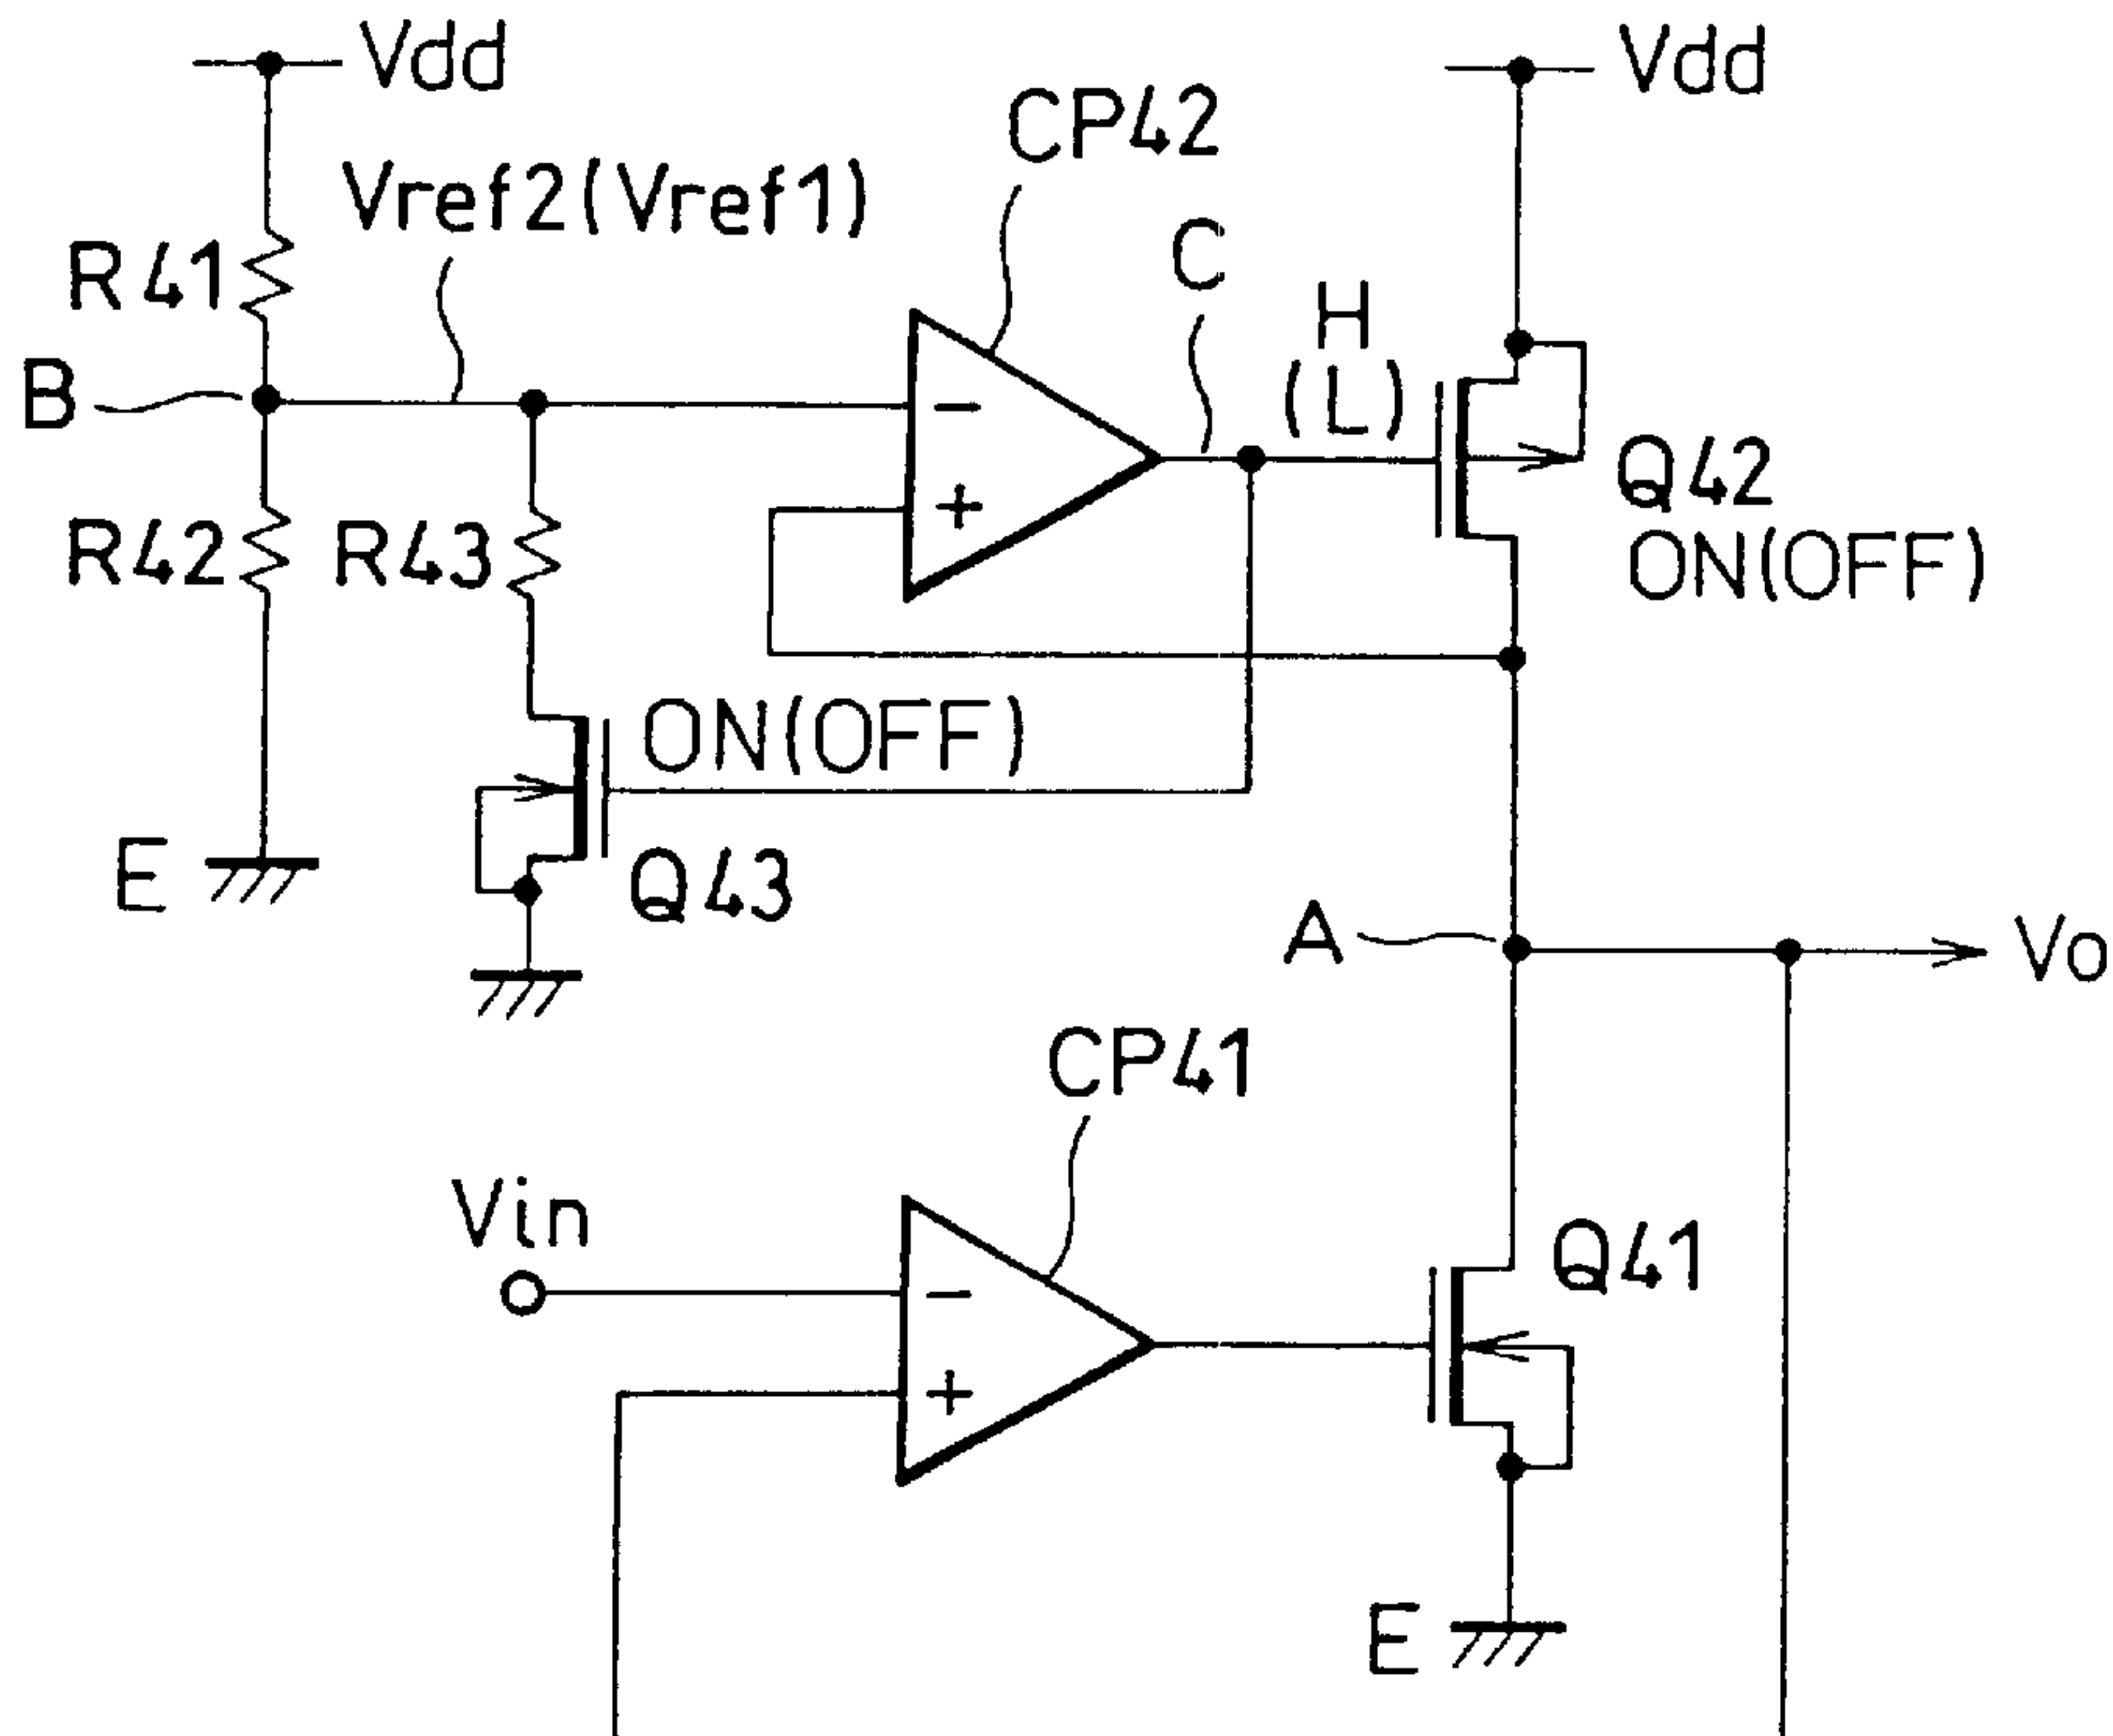 Vdd
Vdd
CP42
Vref2(Vref1)
C
R41
H
(L)
B
−
Q42
+
R42
R43
ON(OFF)
ON(OFF)
E
Q43
A
Vo
CP41
Vin
Q41
−
+
E